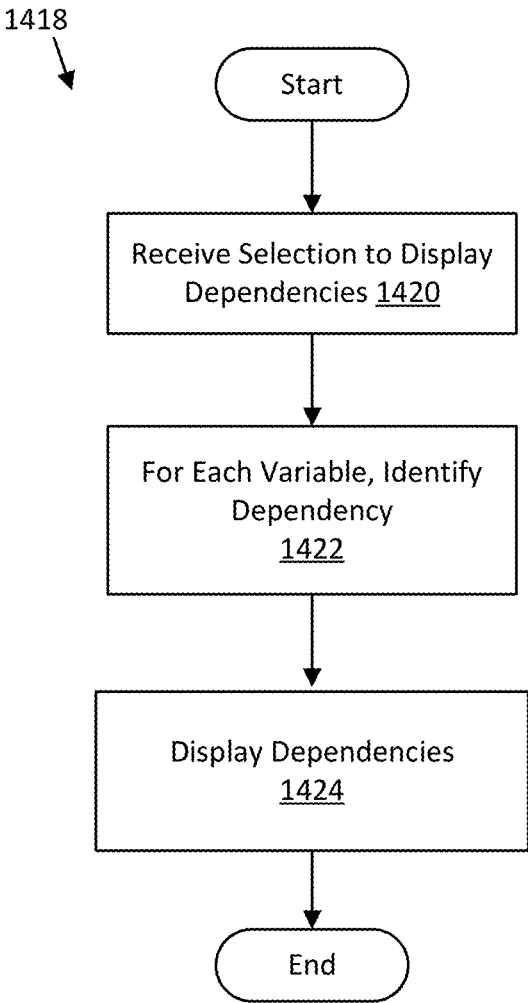 1418
Start
Receive Selection to Display
Dependencies 1420
For Each Variable, Identify
Dependency
1422
Display Dependencies
1424
End